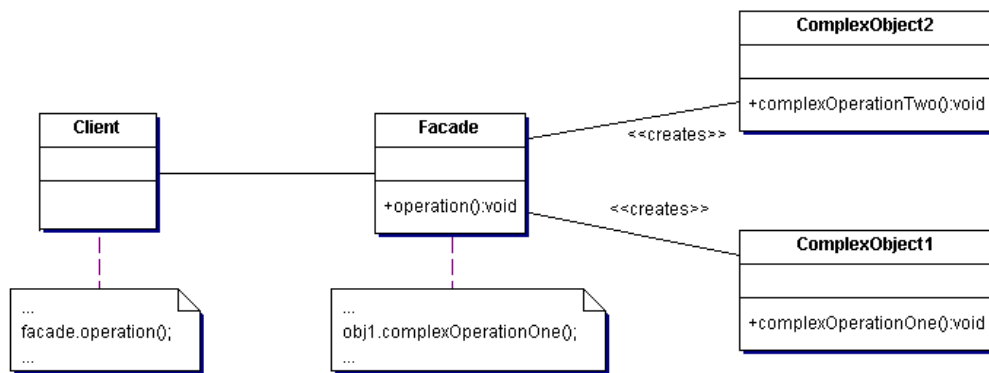 ComplexObject2
+complexOperationTwo():void
<<creates>>
Client
Facade
+operation():void
<<creates>>
ComplexObject1
+complexOperationOne():void
...
facade.operation();
...
...
obj1.complexOperationOne();
...